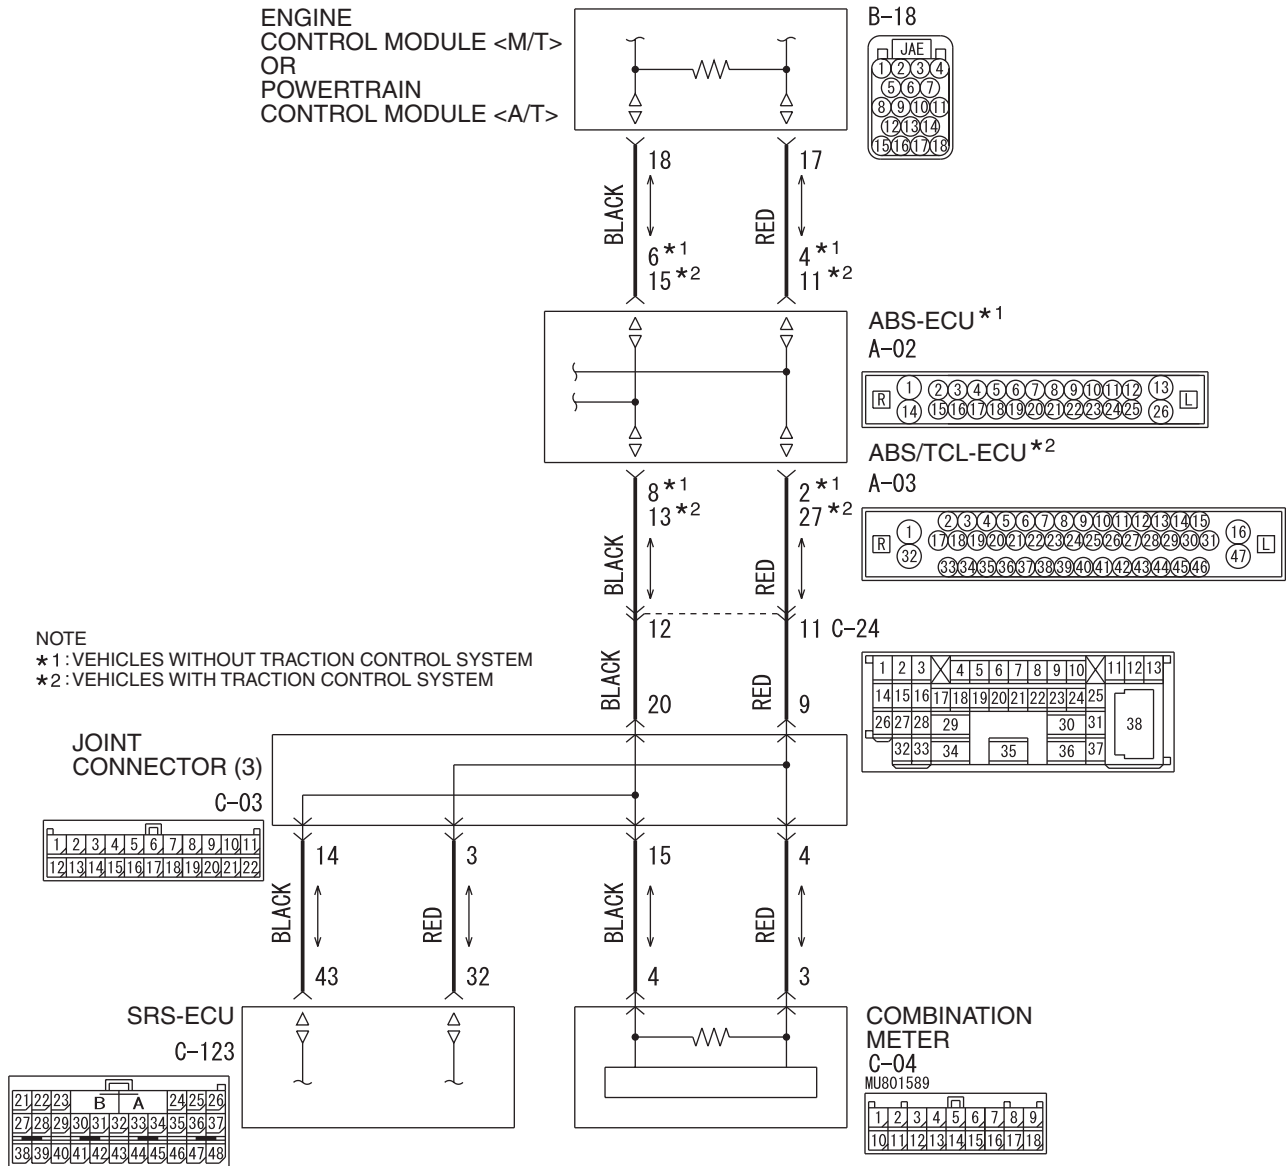 ENGINE
CONTROL MODULE <M/T>
OR
POWERTRAIN
CONTROL MODULE <A/T>
B-18
JAE
1 2 3 4
5 6 7
8 9 10 11
12 13 14
15 16 17 18
18 17
BLACK RED
6*1 4*1
15*2 11*2
ABS-ECU*1
A-02
R 1 2 3 4 5 6 7 8 9 10 11 12 13 L
14 15 16 17 18 19 20 21 22 23 24 25 26
ABS/TCL-ECU*2
A-03
8*1 2*1
13*2 27*2
BLACK RED
R 1 2 3 4 5 6 7 8 9 10 11 12 13 14 15 16 L
17 18 19 20 21 22 23 24 25 26 27 28 29 30 31
32 33 34 35 36 37 38 39 40 41 42 43 44 45 46 47
12 11 C-24
NOTE
*1:VEHICLES WITHOUT TRACTION CONTROL SYSTEM
*2:VEHICLES WITH TRACTION CONTROL SYSTEM
BLACK RED
20 9
1 2 3 4 5 6 7 8 9 10 11 12 13
14 15 16 17 18 19 20 21 22 23 24 25
26 27 28 29 30 31 38
32 33 34 35 36 37
JOINT
CONNECTOR (3)
C-03
1 2 3 4 5 6 7 8 9 10 11
12 13 14 15 16 17 18 19 20 21 22
14 3 15 4
BLACK RED BLACK RED
43 32 4 3
SRS-ECU
C-123
21 22 23 B A 24 25 26
27 28 29 30 31 32 33 34 35 36 37
38 39 40 41 42 43 44 45 46 47 48
COMBINATION
METER
C-04
MU801589
1 2 3 4 5 6 7 8 9
10 11 12 13 14 15 16 17 18